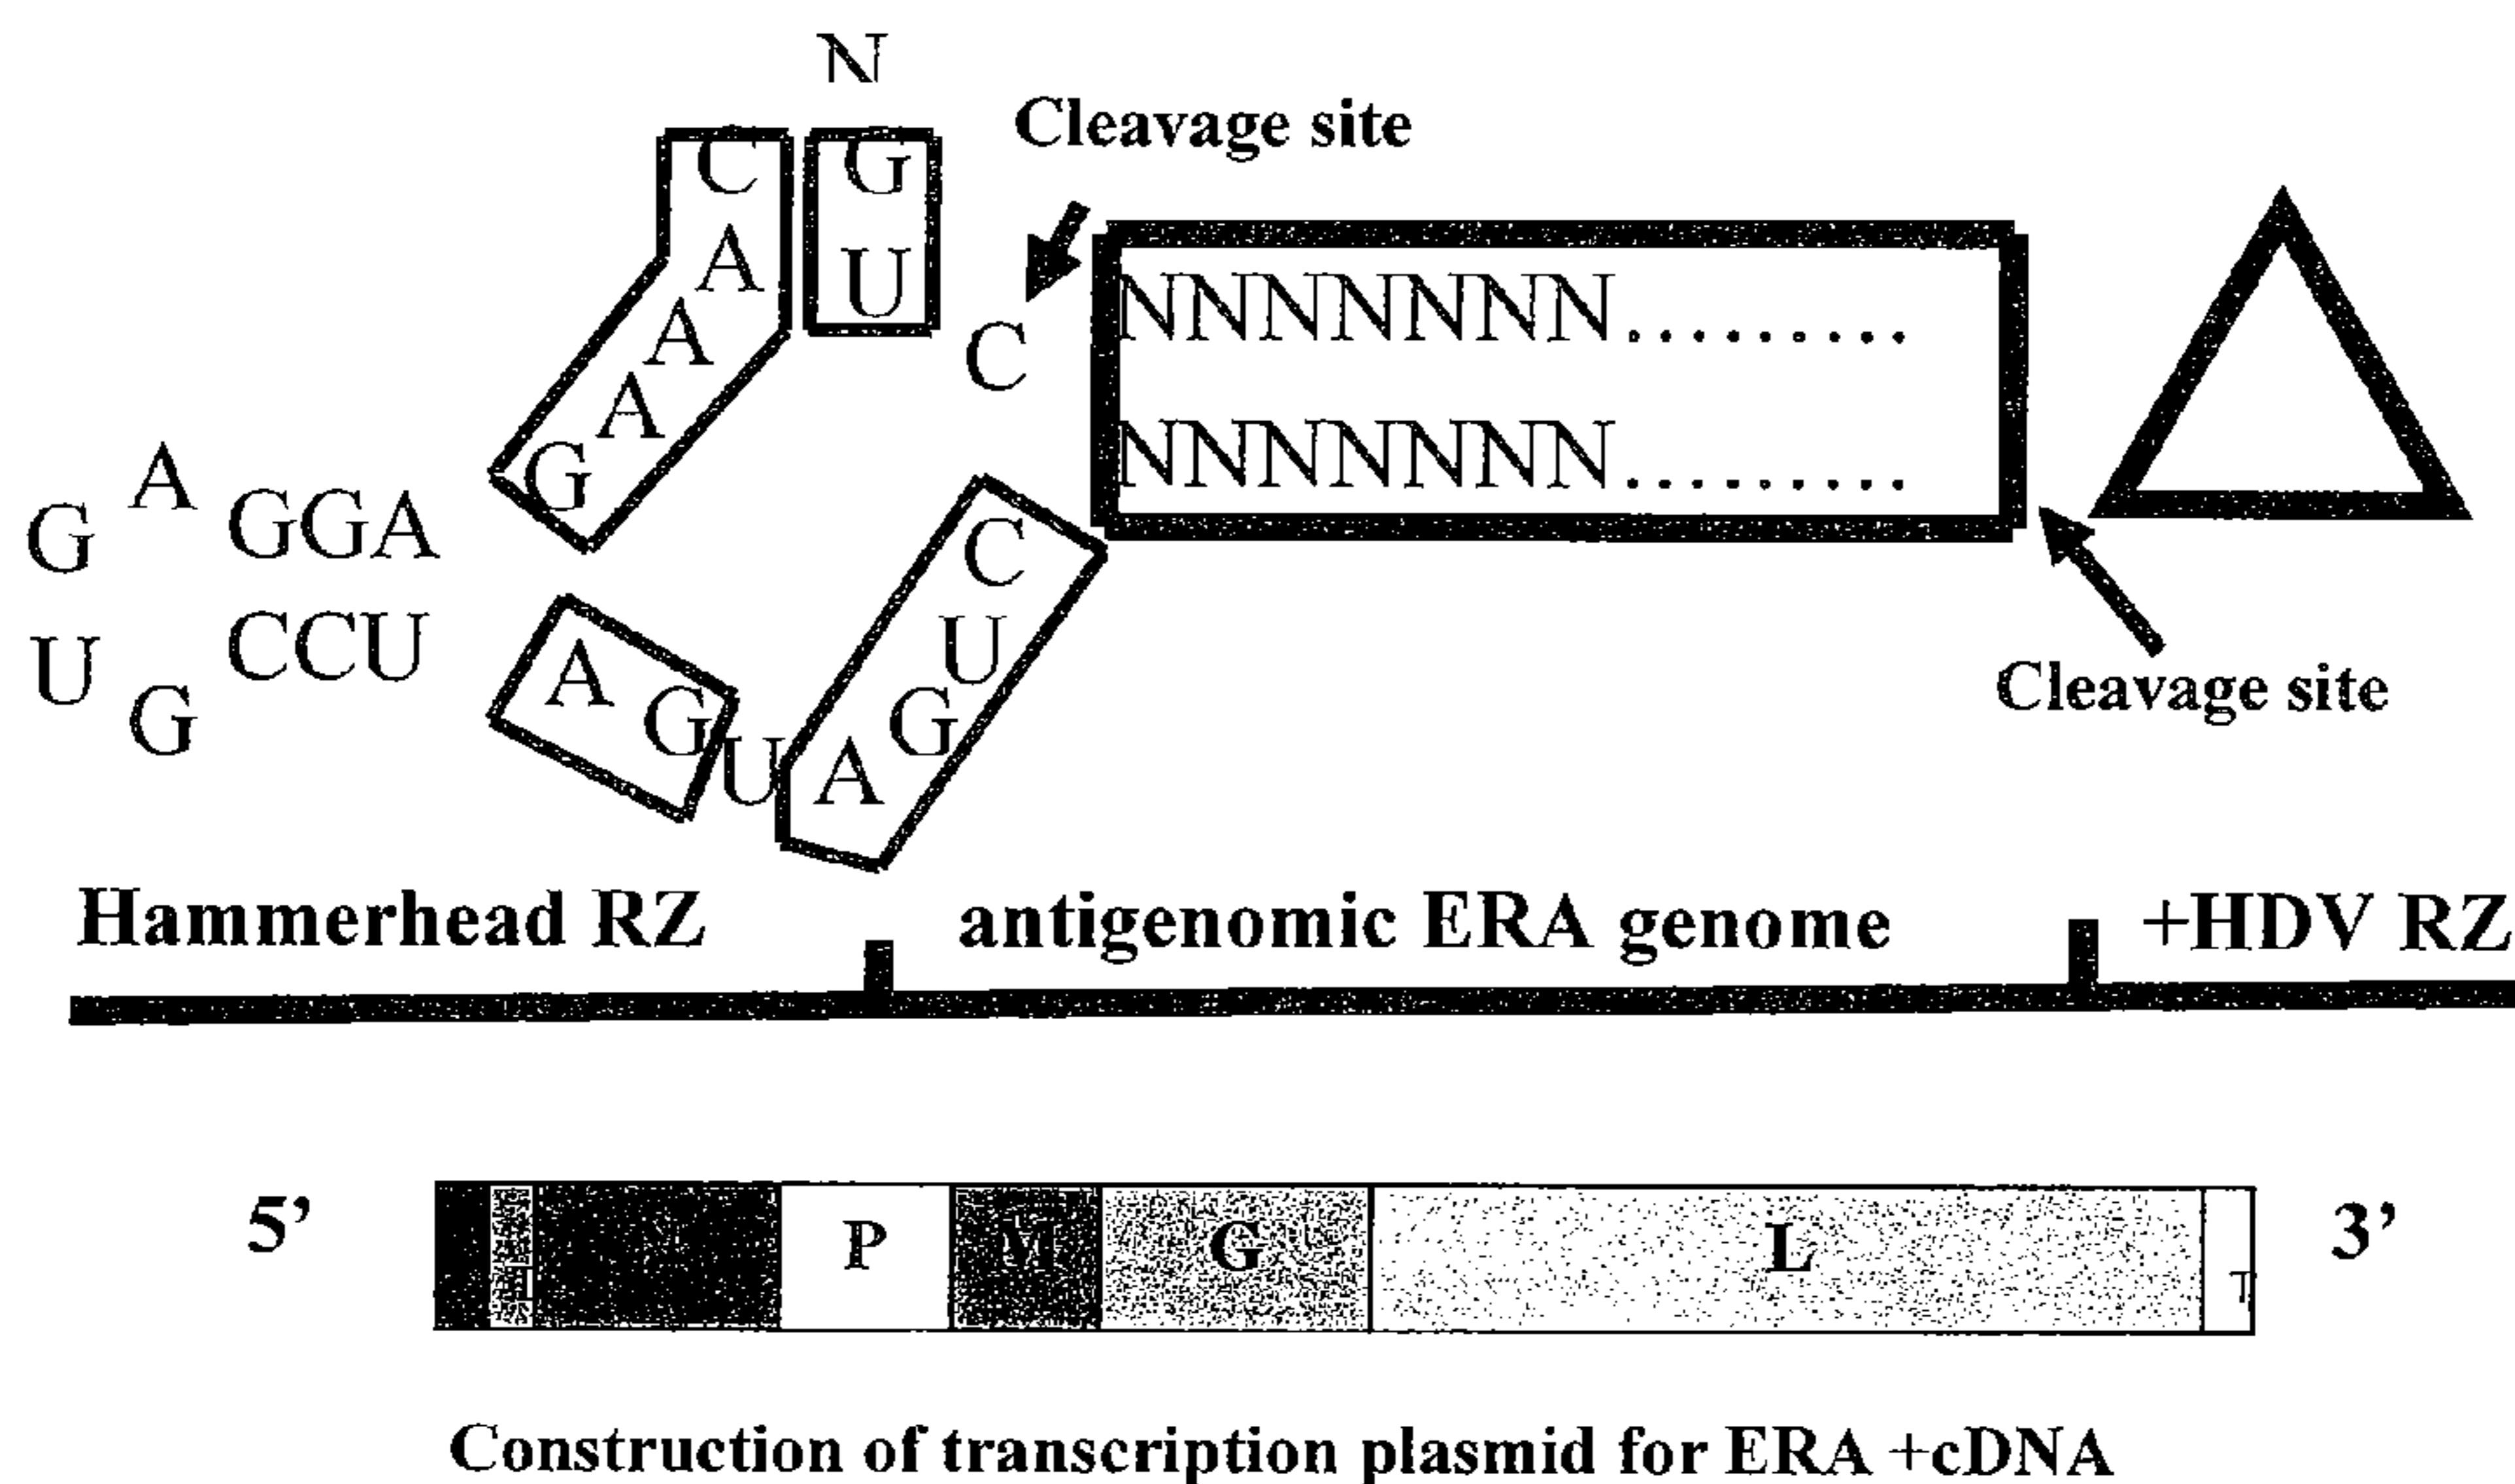 N
Cleavage site
C G
A U
A
A
G
C
NNNNNNN.........
NNNNNNN.........
A
G
GGA
CCU
U
G
A
G
U
A
G
U
C
Cleavage site
Hammerhead RZ
antigenomic ERA genome
+HDV RZ
5’
P
M
G
L
T
3’
Construction of transcription plasmid for ERA +cDNA